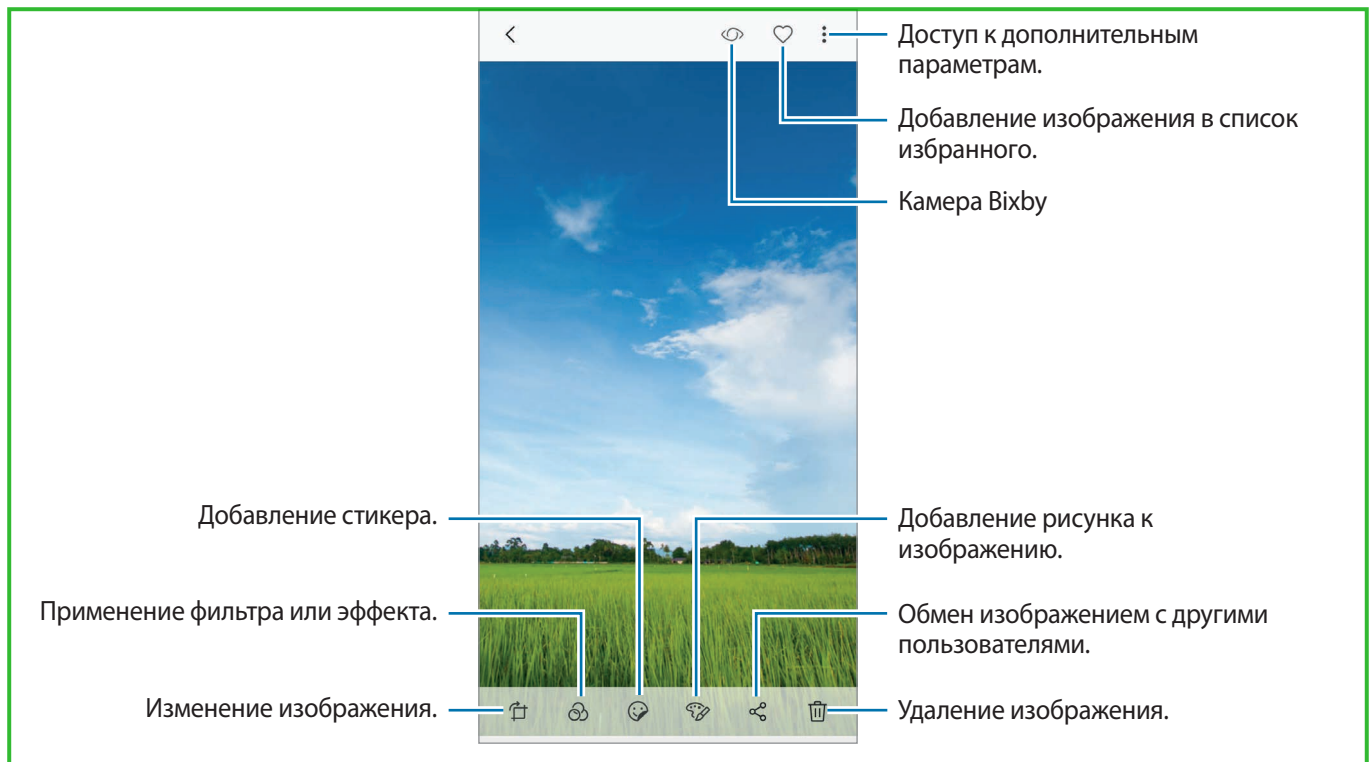 Доступ к дополнительным
параметрам.
Добавление изображения в список
избранного.
Камера Bixby
Добавление стикера.
Добавление рисунка к
изображению.
Применение фильтра или эффекта.
Обмен изображением с другими
пользователями.
Изменение изображения.
Удаление изображения.